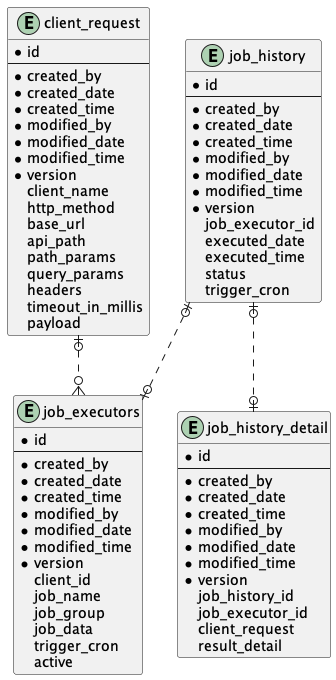 E client_request
id
created_by
created_date
created_time
modified_by
modified_date
modified_time
version
client_name
http_method
base_url
api_path
path_params
query_params
headers
timeout_in_millis
payload
E job_history
id
created_by
created_date
created_time
modified_by
modified_date
modified_time
version
job_executor_id
executed_date
executed_time
status
trigger_cron
E job_executors
id
created_by
created_date
created_time
modified_by
modified_date
modified_time
version
client_id
job_name
job_group
job_data
trigger_cron
active
E job_history_detail
id
created_by
created_date
created_time
modified_by
modified_date
modified_time
version
job_history_id
job_executor_id
client_request
result_detail